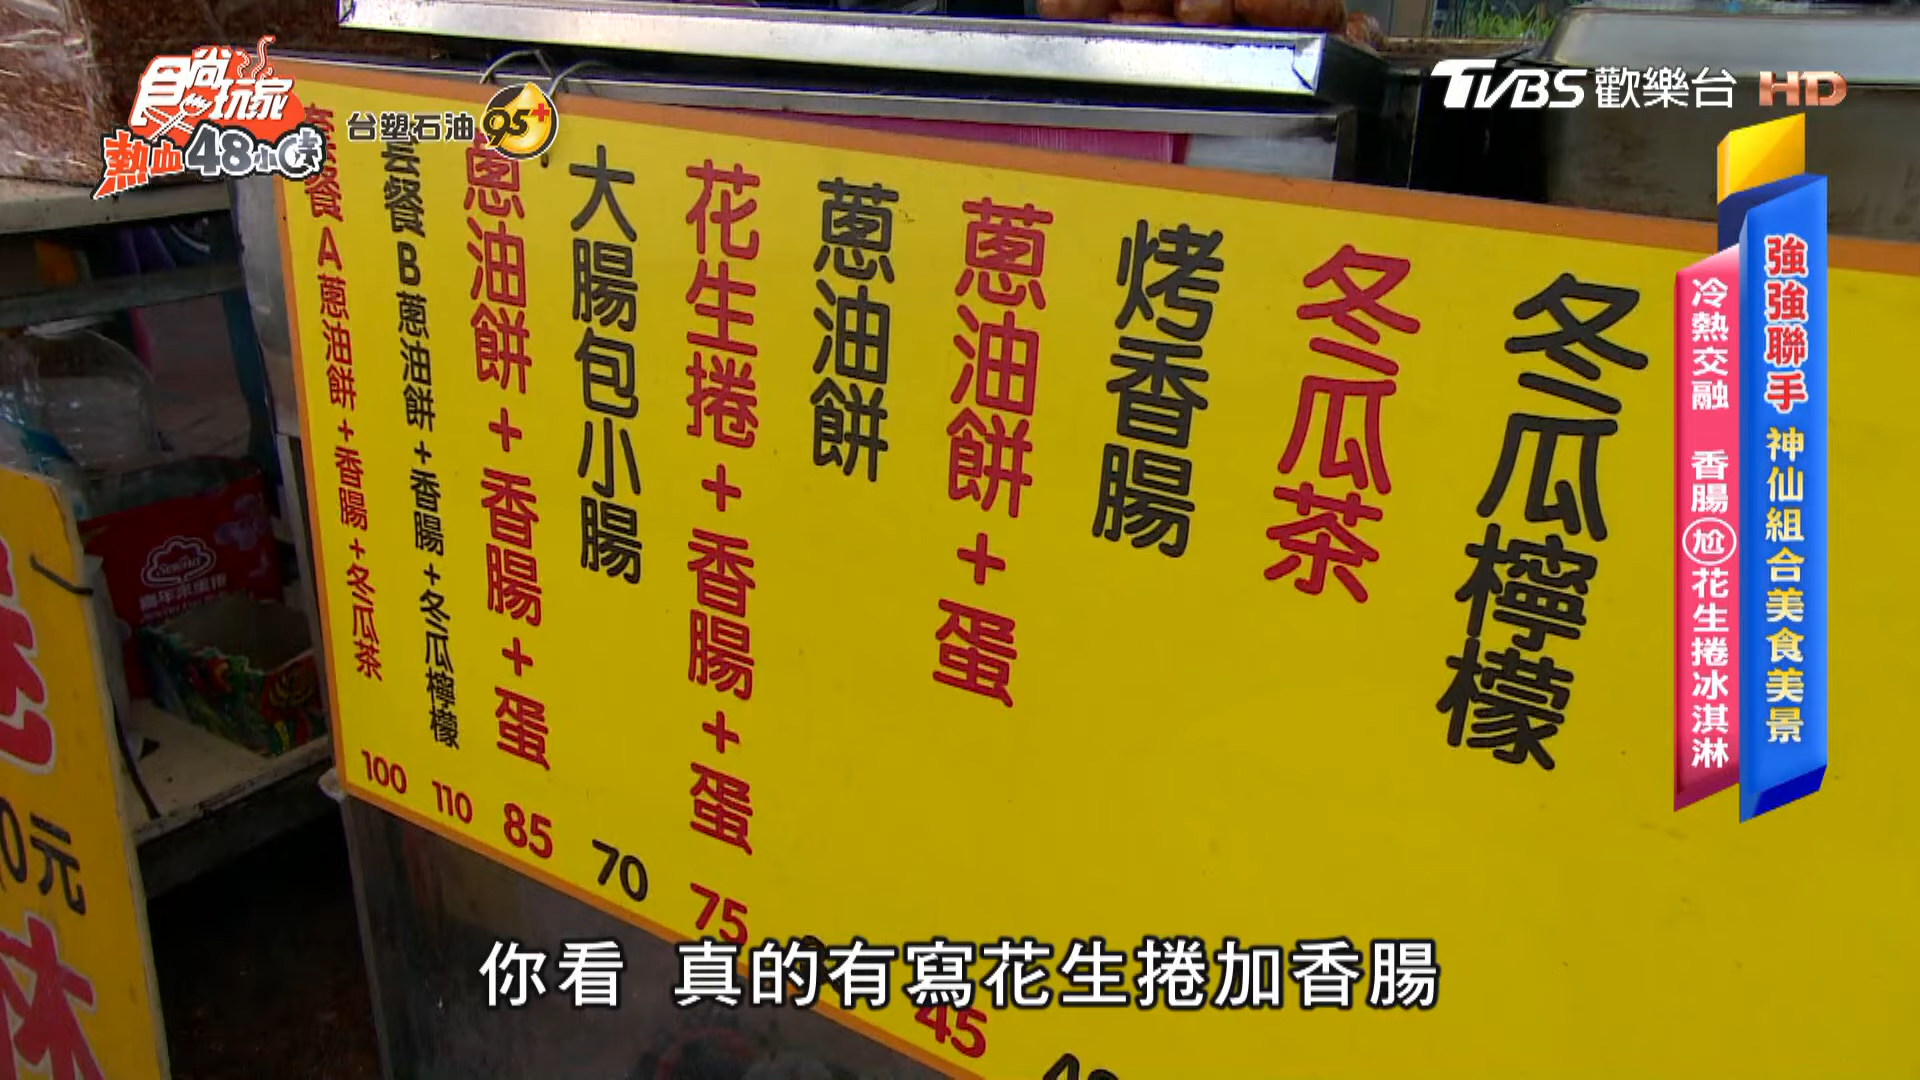 食尚玩家
熱血48小時
台塑石油 95+
TVBS歡樂台 HD
強強聯手 神仙組合美食美景
冷熱交融 香腸尬花生捲冰淇淋
冬瓜檸檬
冬瓜茶
烤香腸
蔥油餅+蛋 45
蔥油餅
花生捲+香腸+蛋 75
大腸包小腸 70
蔥油餅+香腸+蛋 85
套餐B蔥油餅+香腸+冬瓜檸檬 110
套餐A蔥油餅+香腸+冬瓜茶 100
0元
你看 真的有寫花生捲加香腸